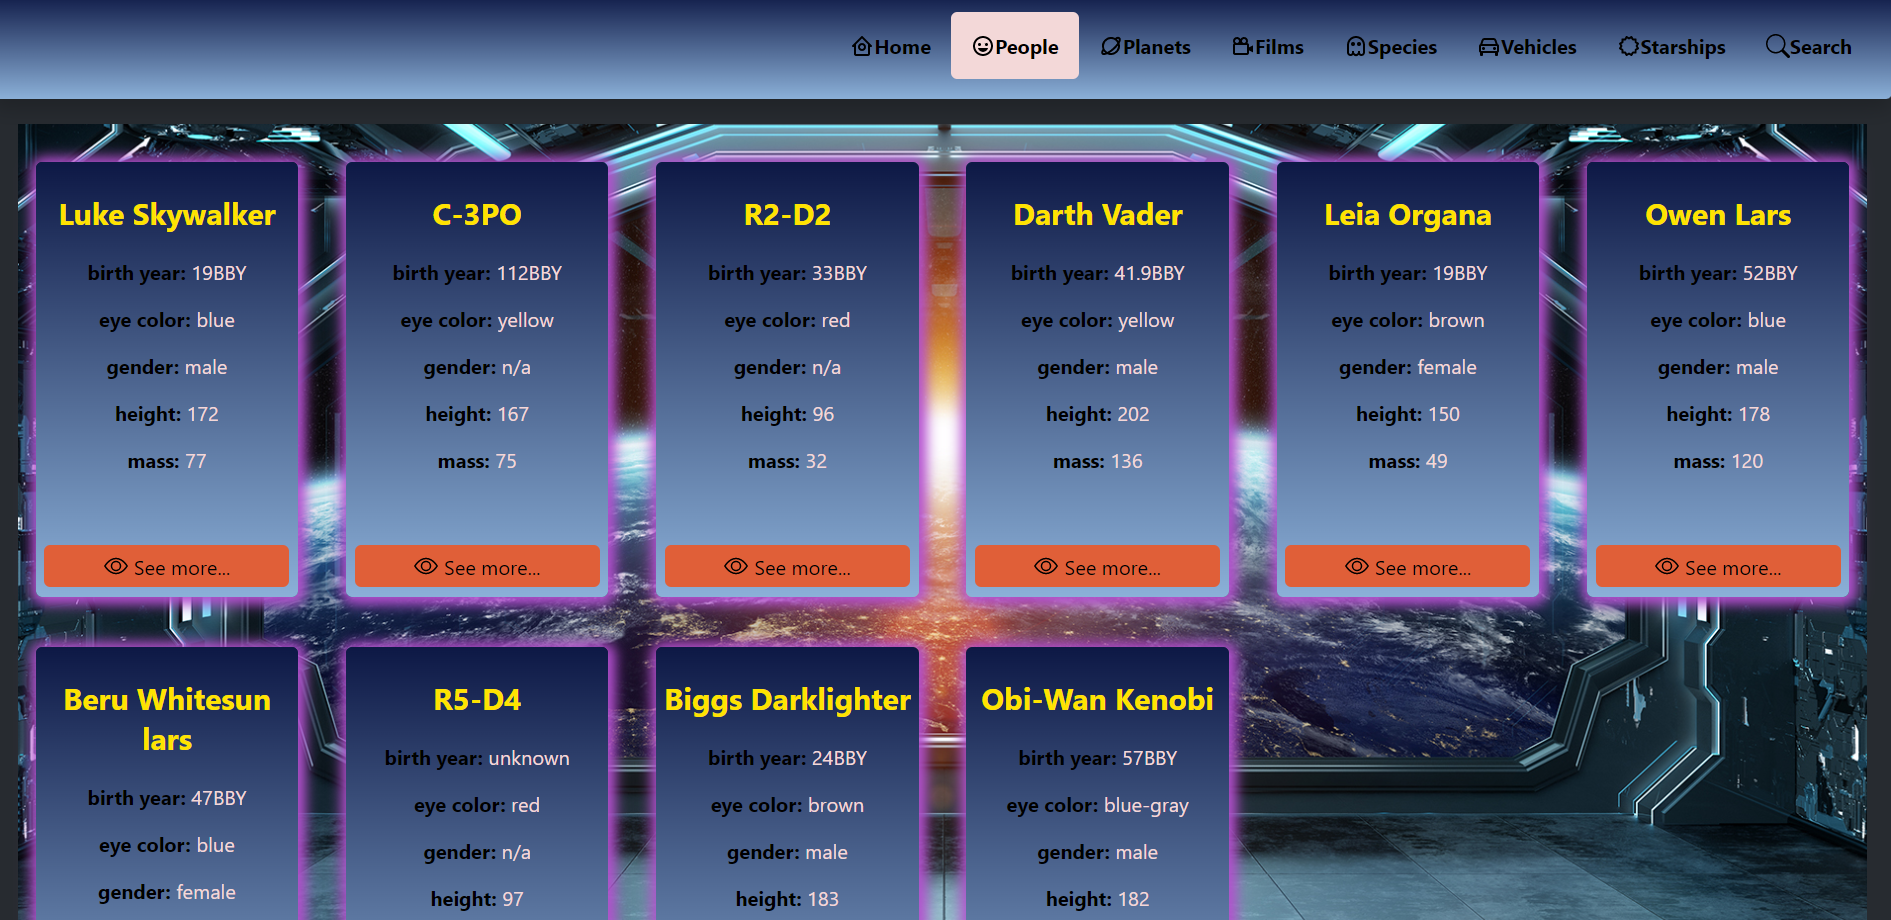 Home People Planets Films Species Vehicles Starships Search
Luke Skywalker
birth year: 19BBY
eye color: blue
gender: male
height: 172
mass: 77
See more...
C-3PO
birth year: 112BBY
eye color: yellow
gender: n/a
height: 167
mass: 75
See more...
R2-D2
birth year: 33BBY
eye color: red
gender: n/a
height: 96
mass: 32
See more...
Darth Vader
birth year: 41.9BBY
eye color: yellow
gender: male
height: 202
mass: 136
See more...
Leia Organa
birth year: 19BBY
eye color: brown
gender: female
height: 150
mass: 49
See more...
Owen Lars
birth year: 52BBY
eye color: blue
gender: male
height: 178
mass: 120
See more...
Beru Whitesun
lars
birth year: 47BBY
eye color: blue
gender: female
R5-D4
birth year: unknown
eye color: red
gender: n/a
height: 97
Biggs Darklighter
birth year: 24BBY
eye color: brown
gender: male
height: 183
Obi-Wan Kenobi
birth year: 57BBY
eye color: blue-gray
gender: male
height: 182